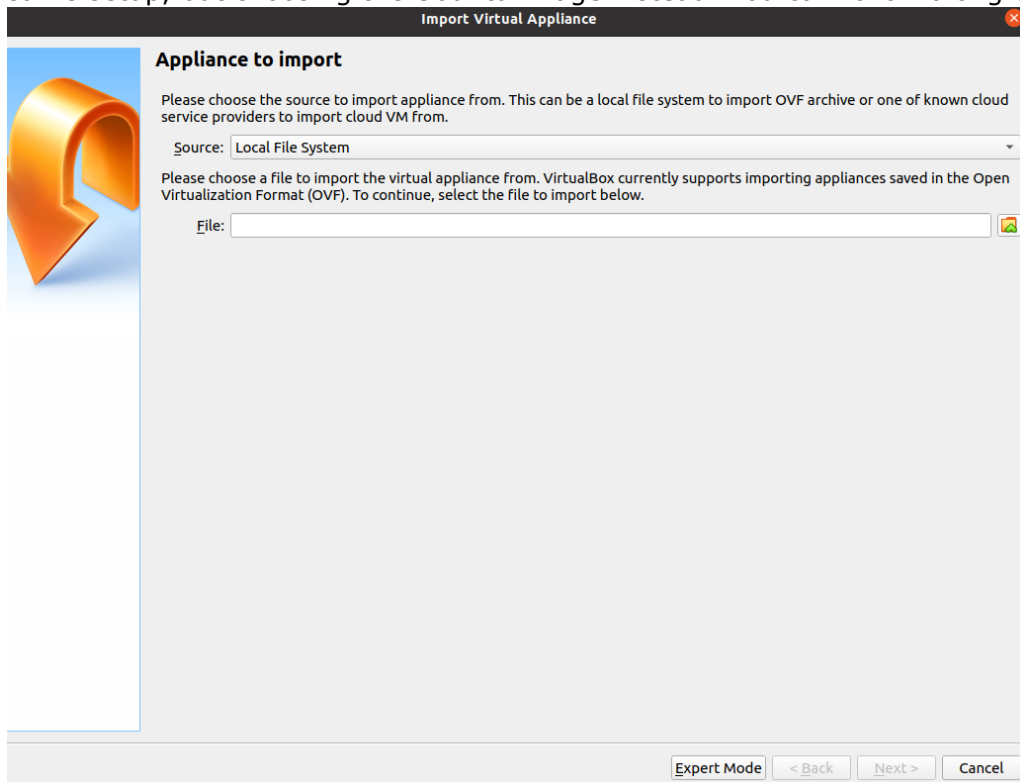 Import Virtual Appliance
Appliance to import
Please choose the source to import appliance from. This can be a local file system to import OVF archive or one of known cloud
service providers to import cloud VM from.
Source: Local File System
Please choose a file to import the virtual appliance from. VirtualBox currently supports importing appliances saved in the Open
Virtualization Format (OVF). To continue, select the file to import below.
File:
Expert Mode < Back Next > Cancel